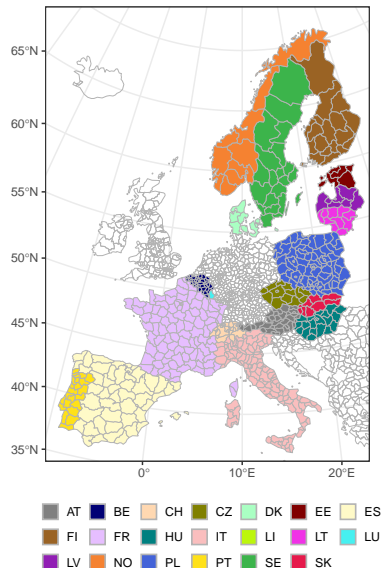 65°N
60°N
55°N
50°N
45°N
40°N
35°N
0° 10°E 20°E
AT BE CH CZ DK EE ES
FI FR HU IT LI LT LU
LV NO PL PT SE SK